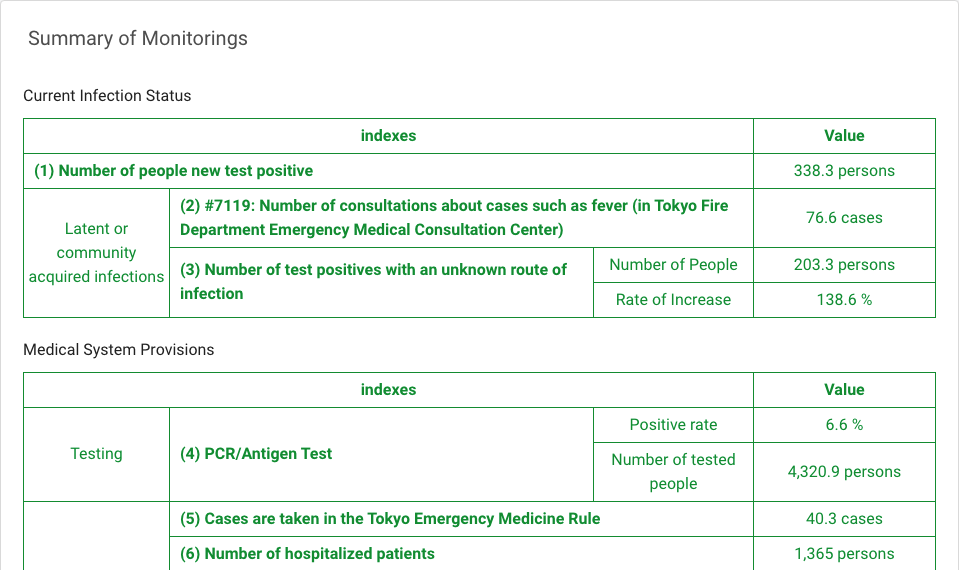 Summary of Monitorings
Current Infection Status
indexes
Value
(1) Number of people new test positive
338.3 persons
Latent or
community
acquired infections
(2) #7119: Number of consultations about cases such as fever (in Tokyo Fire
Department Emergency Medical Consultation Center)
76.6 cases
(3) Number of test positives with an unknown route of
infection
Number of People
203.3 persons
Rate of Increase
138.6 %
Medical System Provisions
indexes
Value
Testing
(4) PCR/Antigen Test
Positive rate
6.6 %
Number of tested
people
4,320.9 persons
(5) Cases are taken in the Tokyo Emergency Medicine Rule
40.3 cases
(6) Number of hospitalized patients
1,365 persons